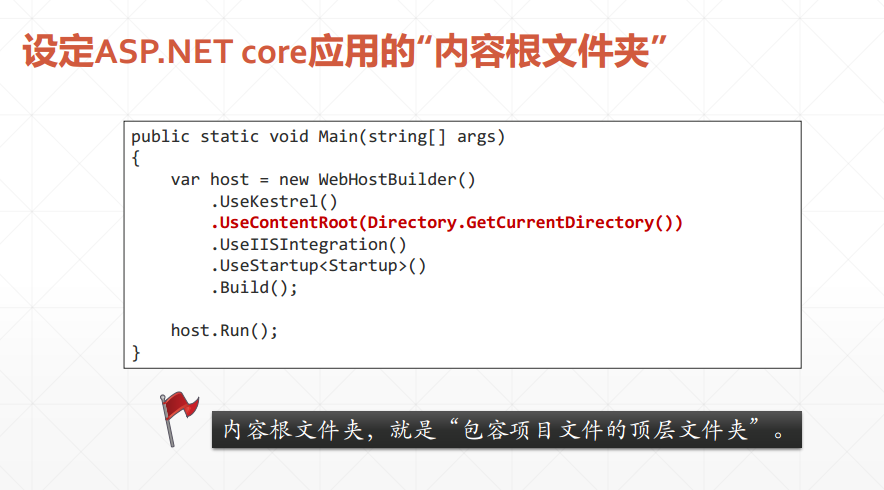 设定ASP.NET core应用的“内容根文件夹”
public static void Main(string[] args)
{
    var host = new WebHostBuilder()
        .UseKestrel()
        .UseContentRoot(Directory.GetCurrentDirectory())
        .UseIISIntegration()
        .UseStartup<Startup>()
        .Build();
    host.Run();
}
内容根文件夹，就是“包容项目文件的顶层文件夹”。